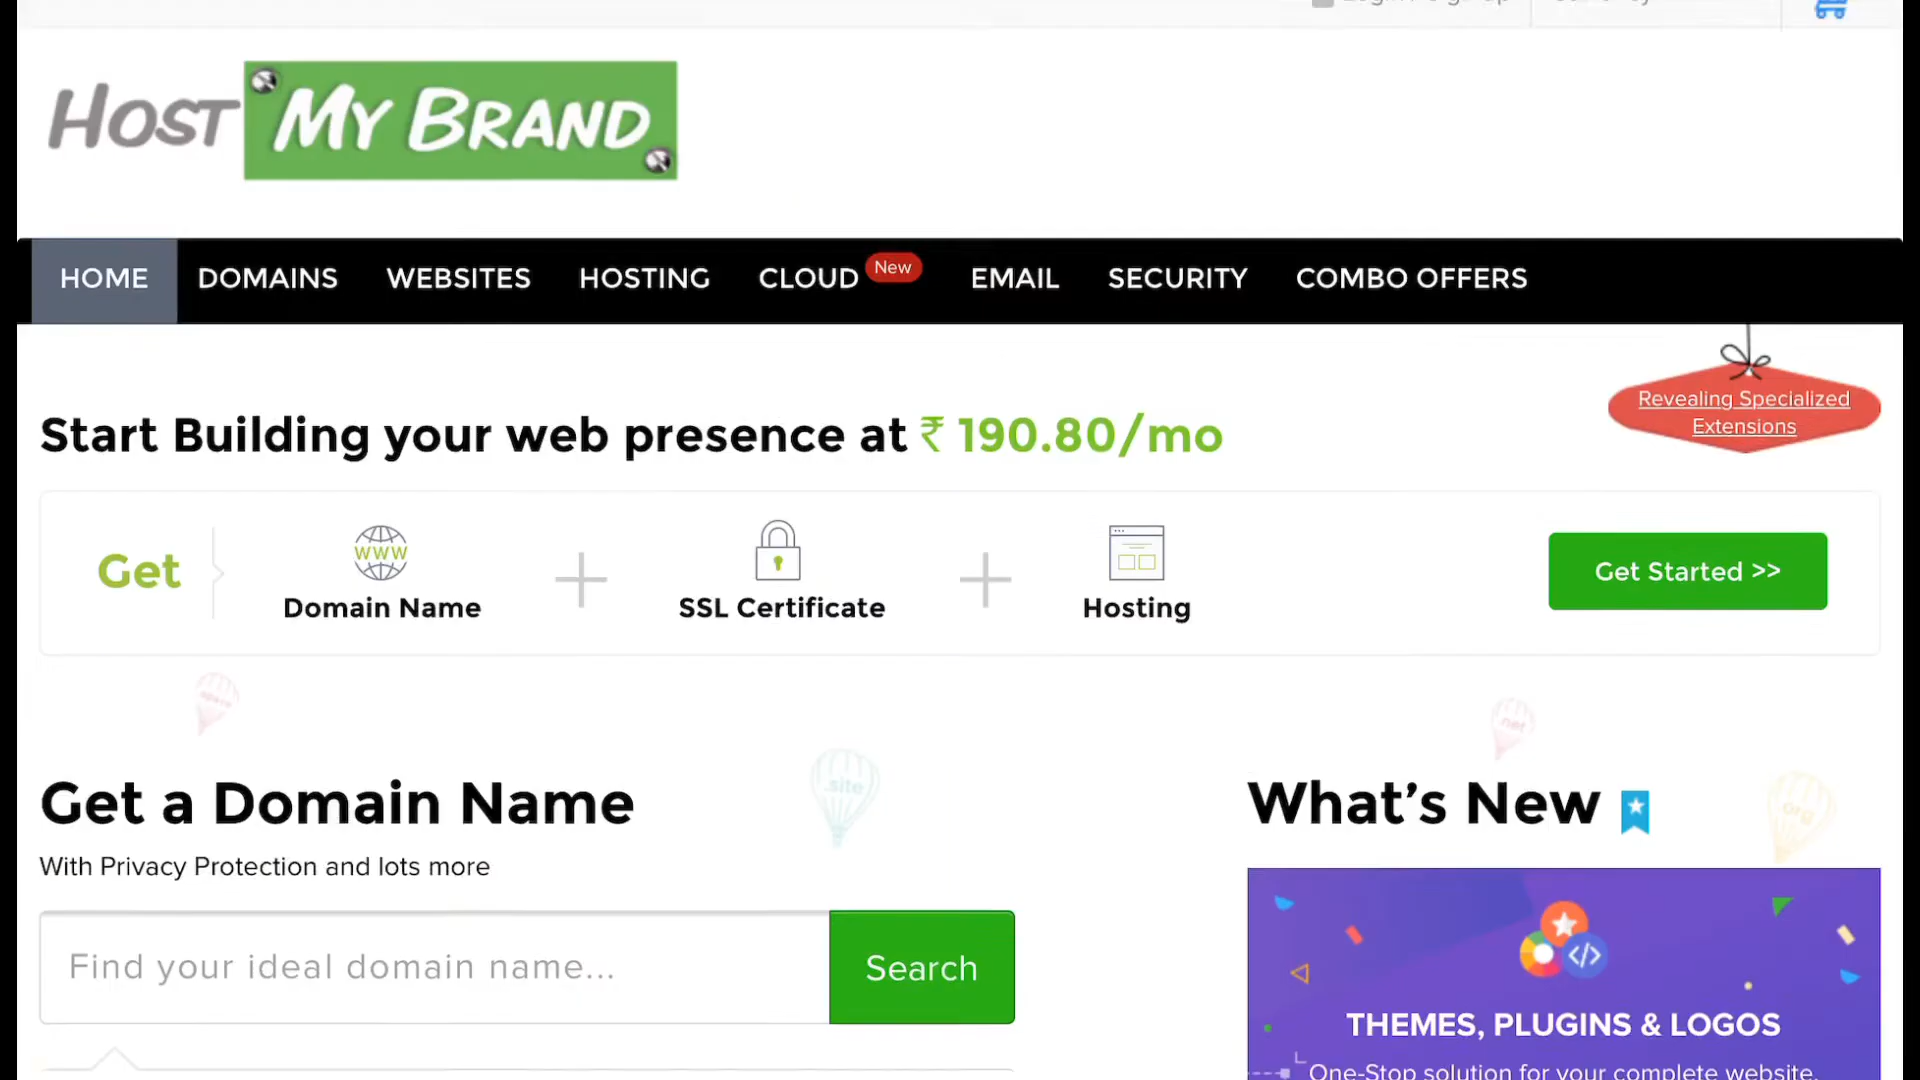 HOST MY BRAND
HOME DOMAINS WEBSITES HOSTING CLOUD New EMAIL SECURITY COMBO OFFERS
Revealing Specialized
Extensions
Start Building your web presence at ₹ 190.80/mo
Get
Domain Name
SSL Certificate
Hosting
Get Started >>
.site
.net
.org
Get a Domain Name
With Privacy Protection and lots more
Find your ideal domain name...
Search
What’s New
THEMES, PLUGINS & LOGOS
One-Stop solution for your complete website.